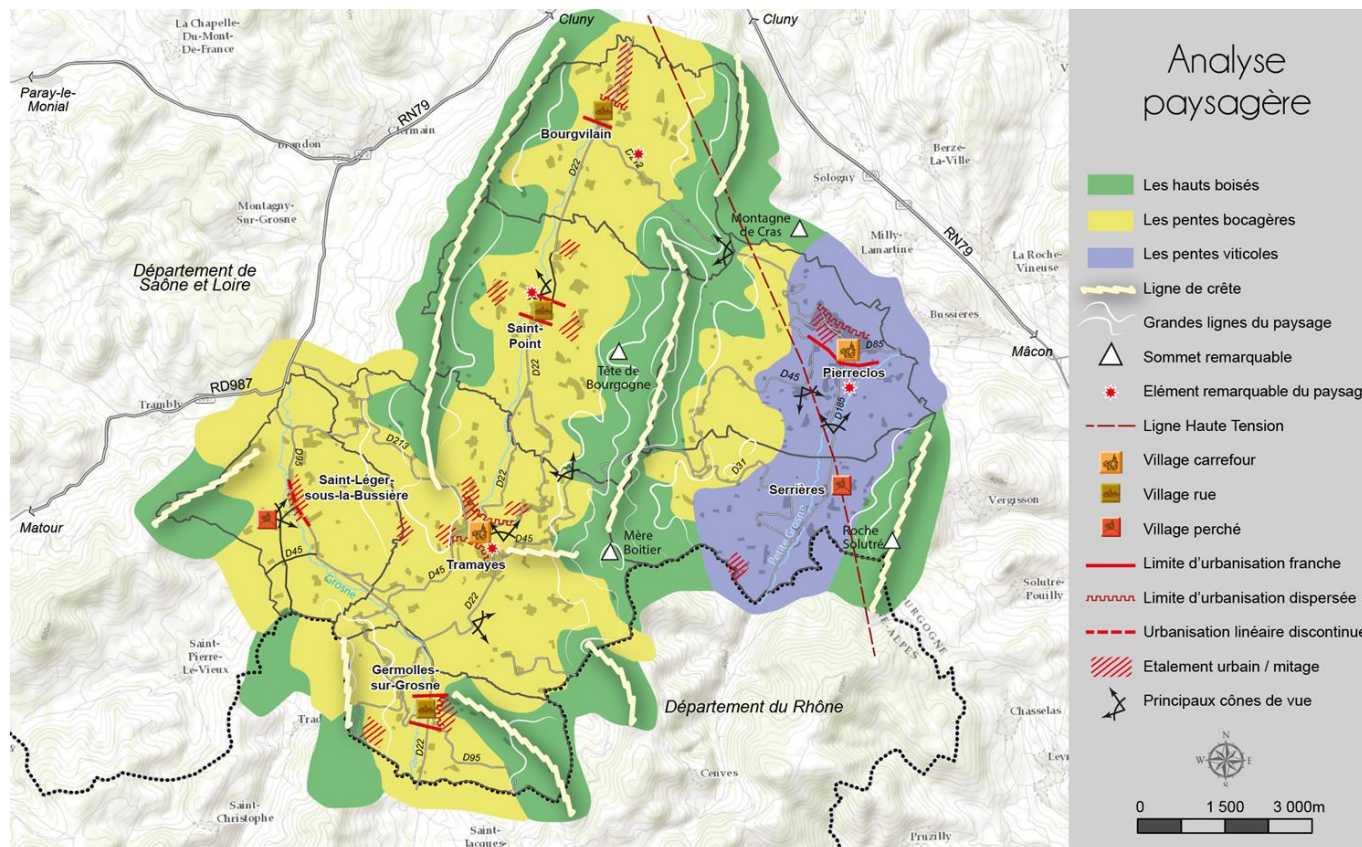 La Chapelle-
Du-Mont-
De-France
Cluny
Cluny
Paray-le-
Monial
RN79
Clermain
Brandon
Bourgvilain
D22
D212
Berzé-
La-Ville
Sologny
Montagny-
Sur-Grosne
Montagne
de Cras
Milly-
Lamartine
RN79
La Roche-
Vineuse
Département de
Saône et Loire
Saint-
Point
D22
Tête de
Bourgogne
Bussières
D85
Pierreclos
D45
D185
Mâcon
RD987
Trambly
D213
D95
Saint-Léger-
sous-la-Bussière
D22
D31
Serrières
Vergisson
Matour
D45
Tramayes
D45
Mère
Boitier
Petite Grosne
Roche
Solutré
Grosne
D45
D22
Solutre-
Pouilly
Saint-
Pierre-
Le-Vieux
Germolles-
sur-Grosne
Département du Rhône
Trad
Chasselas
D22
D95
Cenves
Saint-
Christophe
Saint-
Jacques-
Pruzilly
Analyse
paysagère
Les hauts boisés
Les pentes bocagères
Les pentes viticoles
Ligne de crête
Grandes lignes du paysage
Sommet remarquable
Elément remarquable du paysag
Ligne Haute Tension
Village carrefour
Village rue
Village perché
Limite d'urbanisation franche
Limite d'urbanisation dispersée
Urbanisation linéaire discontinue
Etalement urbain / mitage
Principaux cônes de vue
N
W E
S
0 1 500 3 000m